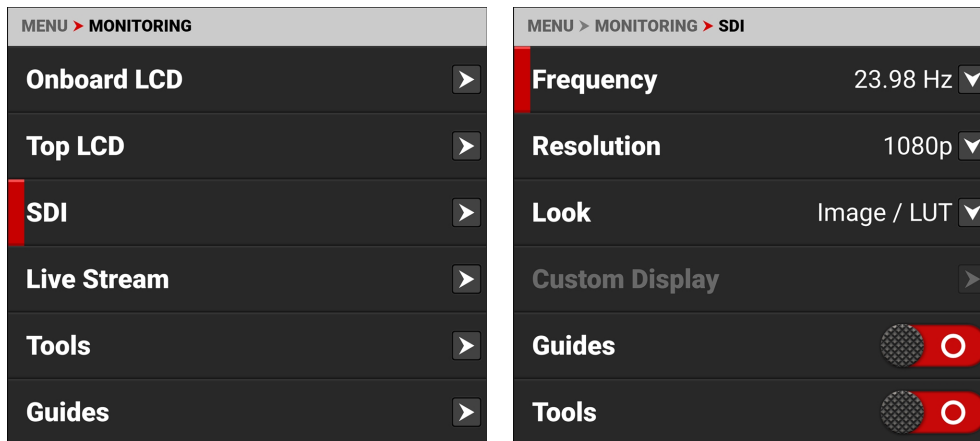 MENU > MONITORING
Onboard LCD
Top LCD
SDI
Live Stream
Tools
Guides
MENU > MONITORING > SDI
Frequency 23.98 Hz
Resolution 1080p
Look Image / LUT
Custom Display
Guides
Tools